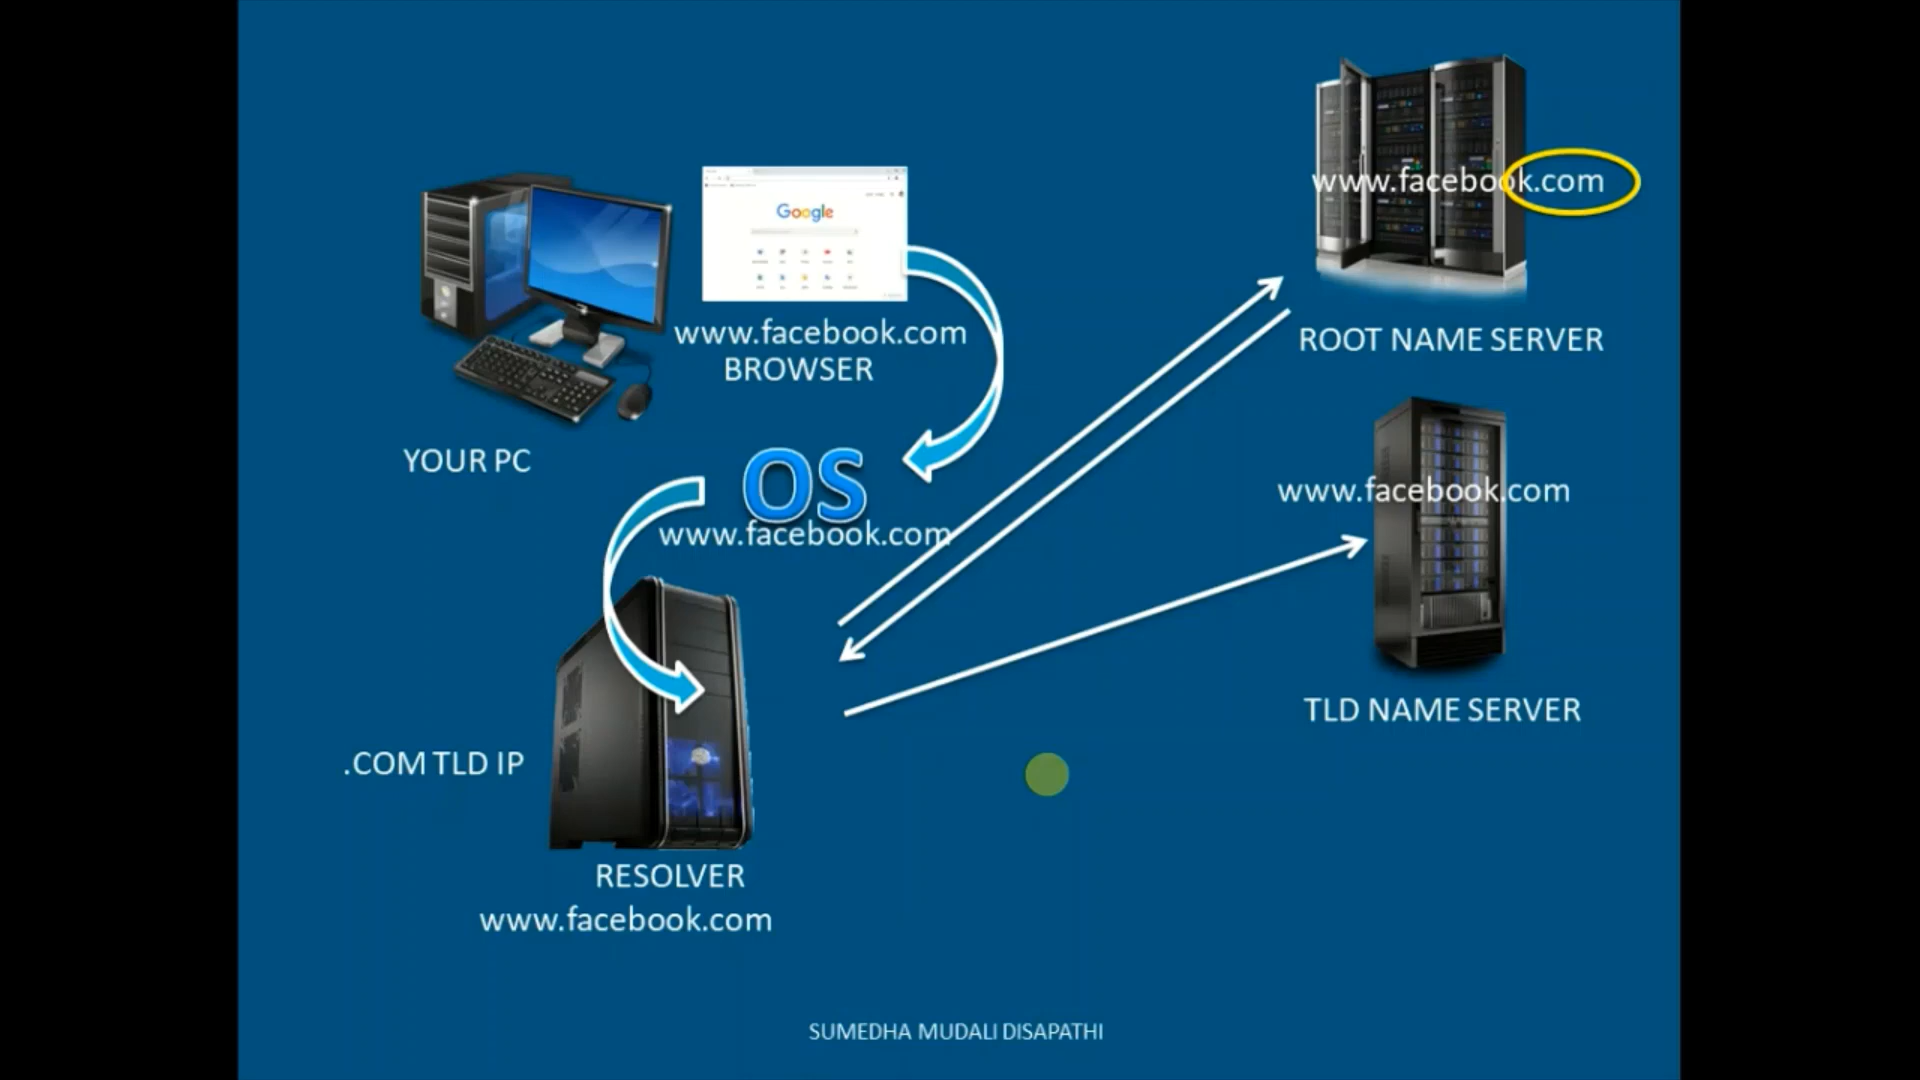 www.facebook.com
ROOT NAME SERVER
Google
www.facebook.com
BROWSER
YOUR PC
OS
www.facebook.com
www.facebook.com
TLD NAME SERVER
.COM TLD IP
RESOLVER
www.facebook.com
SUMEDHA MUDALI DISAPATHI